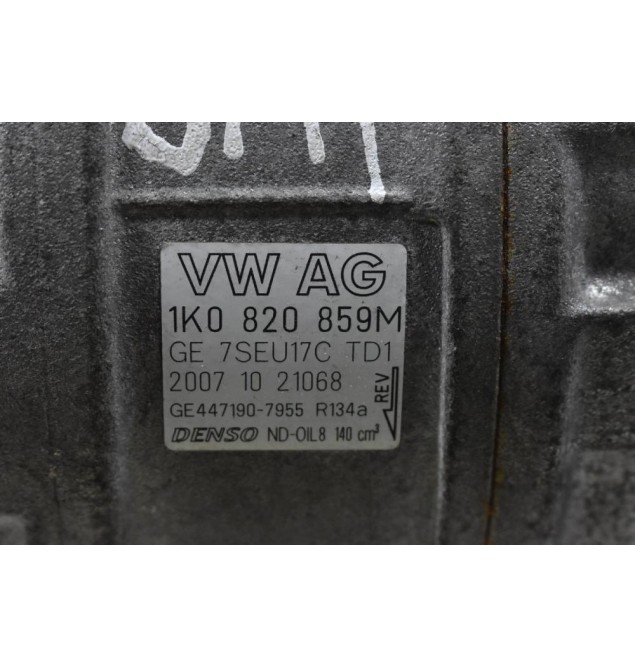 VW AG
1K0 820 859M
GE 7SEU17C TD1
2007 10 21068
GE447190-7955 R134a
REV
DENSO ND-OIL8 140 cm³